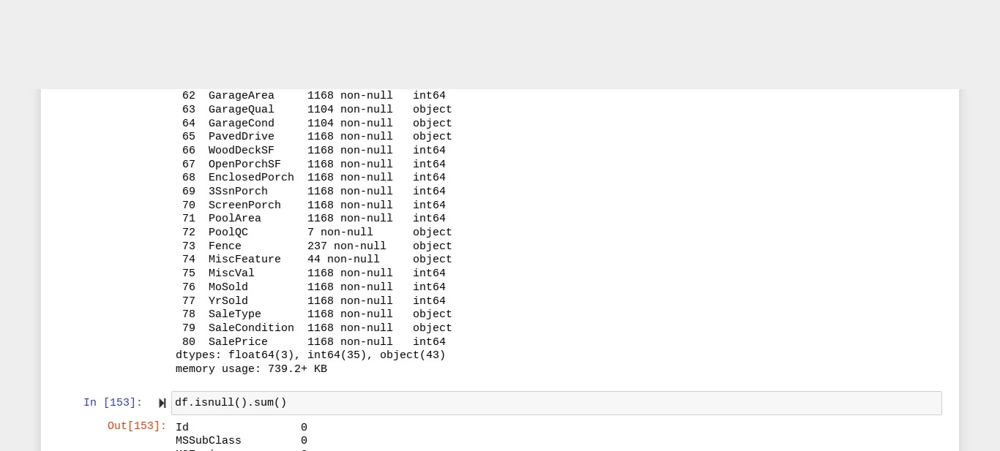 62  GarageArea     1168 non-null   int64
63  GarageQual     1104 non-null   object
64  GarageCond     1104 non-null   object
65  PavedDrive     1168 non-null   object
66  WoodDeckSF     1168 non-null   int64
67  OpenPorchSF    1168 non-null   int64
68  EnclosedPorch  1168 non-null   int64
69  3SsnPorch      1168 non-null   int64
70  ScreenPorch    1168 non-null   int64
71  PoolArea       1168 non-null   int64
72  PoolQC         7 non-null      object
73  Fence          237 non-null    object
74  MiscFeature    44 non-null     object
75  MiscVal        1168 non-null   int64
76  MoSold         1168 non-null   int64
77  YrSold         1168 non-null   int64
78  SaleType       1168 non-null   object
79  SaleCondition  1168 non-null   object
80  SalePrice      1168 non-null   int64
dtypes: float64(3), int64(35), object(43)
memory usage: 739.2+ KB
In [153]: df.isnull().sum()
Out[153]: Id                 0
MSSubClass         0